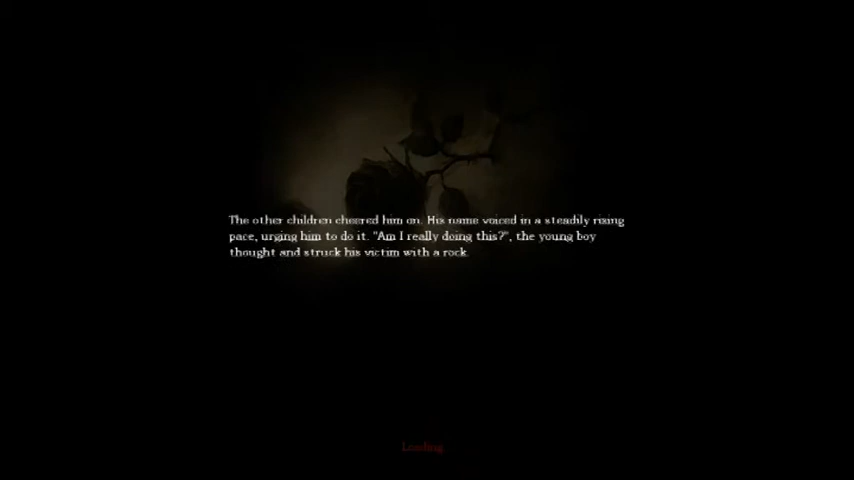 The other children cheered him on. His name voiced in a steadily rising
pace, urging him to do it. "Am I really doing this?", the young boy
thought and struck his victim with a rock.
Loading